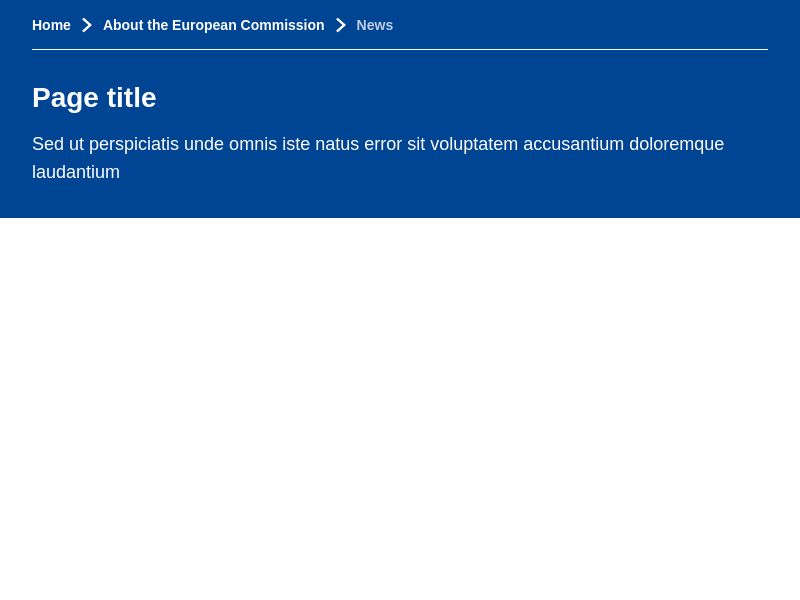 Home About the European Commission News
Page title
Sed ut perspiciatis unde omnis iste natus error sit voluptatem accusantium doloremque
laudantium